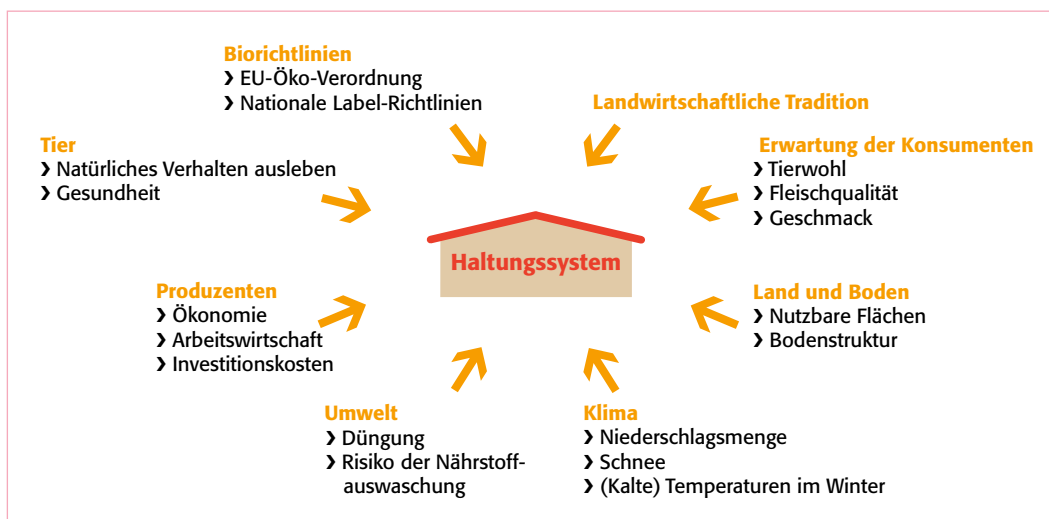 Biorichtlinien
❯ EU-Öko-Verordnung
❯ Nationale Label-Richtlinien
Landwirtschaftliche Tradition
Tier
❯ Natürliches Verhalten ausleben
❯ Gesundheit
Erwartung der Konsumenten
❯ Tierwohl
❯ Fleischqualität
❯ Geschmack
Haltungssystem
Produzenten
❯ Ökonomie
❯ Arbeitswirtschaft
❯ Investitionskosten
Land und Boden
❯ Nutzbare Flächen
❯ Bodenstruktur
Umwelt
❯ Düngung
❯ Risiko der Nährstoff-
auswaschung
Klima
❯ Niederschlagsmenge
❯ Schnee
❯ (Kalte) Temperaturen im Winter